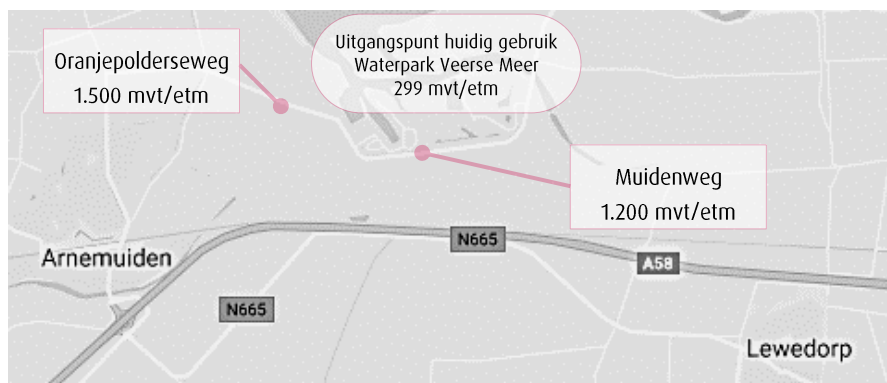 Oranjepolderseweg
1.500 mvt/etm
Uitgangspunt huidig gebruik
Waterpark Veerse Meer
299 mvt/etm
Muidenweg
1.200 mvt/etm
N665
Arnemuiden
A58
N665
Lewedorp